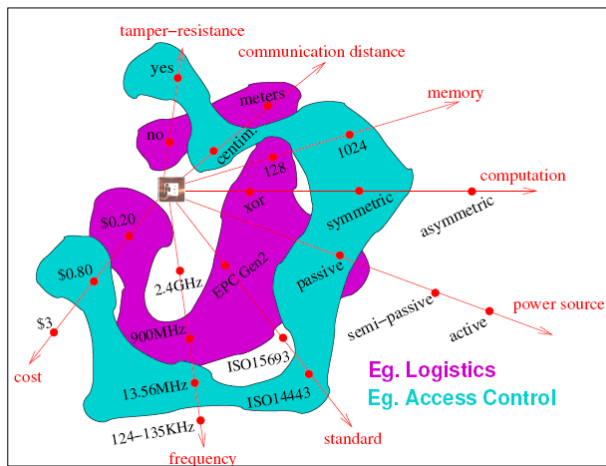 tamper-resistance
yes
communication distance
meters
memory
no
centim.
1024
128
computation
xor
symmetric
asymmetric
$0.20
EPC Gen2
passive
$0.80
2.4GHz
semi-passive
power source
active
$3
900MHz
ISO15693
Eg. Logistics
cost
13.56MHz
ISO14443
Eg. Access Control
124-135KHz
standard
frequency